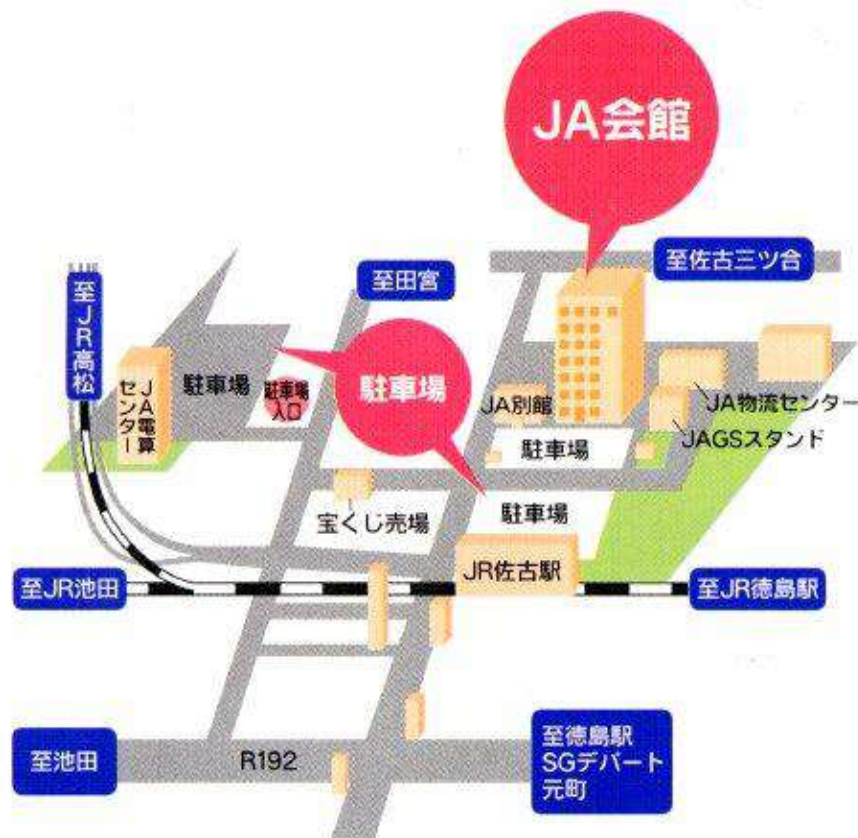 JA会館
至佐古三ツ合
至田宮
至JR高松
駐車場
駐車場
入口
駐車場
JA電算
センター
JA別館
JA物流センター
JAGSスタンド
駐車場
宝くじ売場
駐車場
JR佐古駅
至JR池田
至JR徳島駅
至池田
R192
至徳島駅
SGデパート
元町